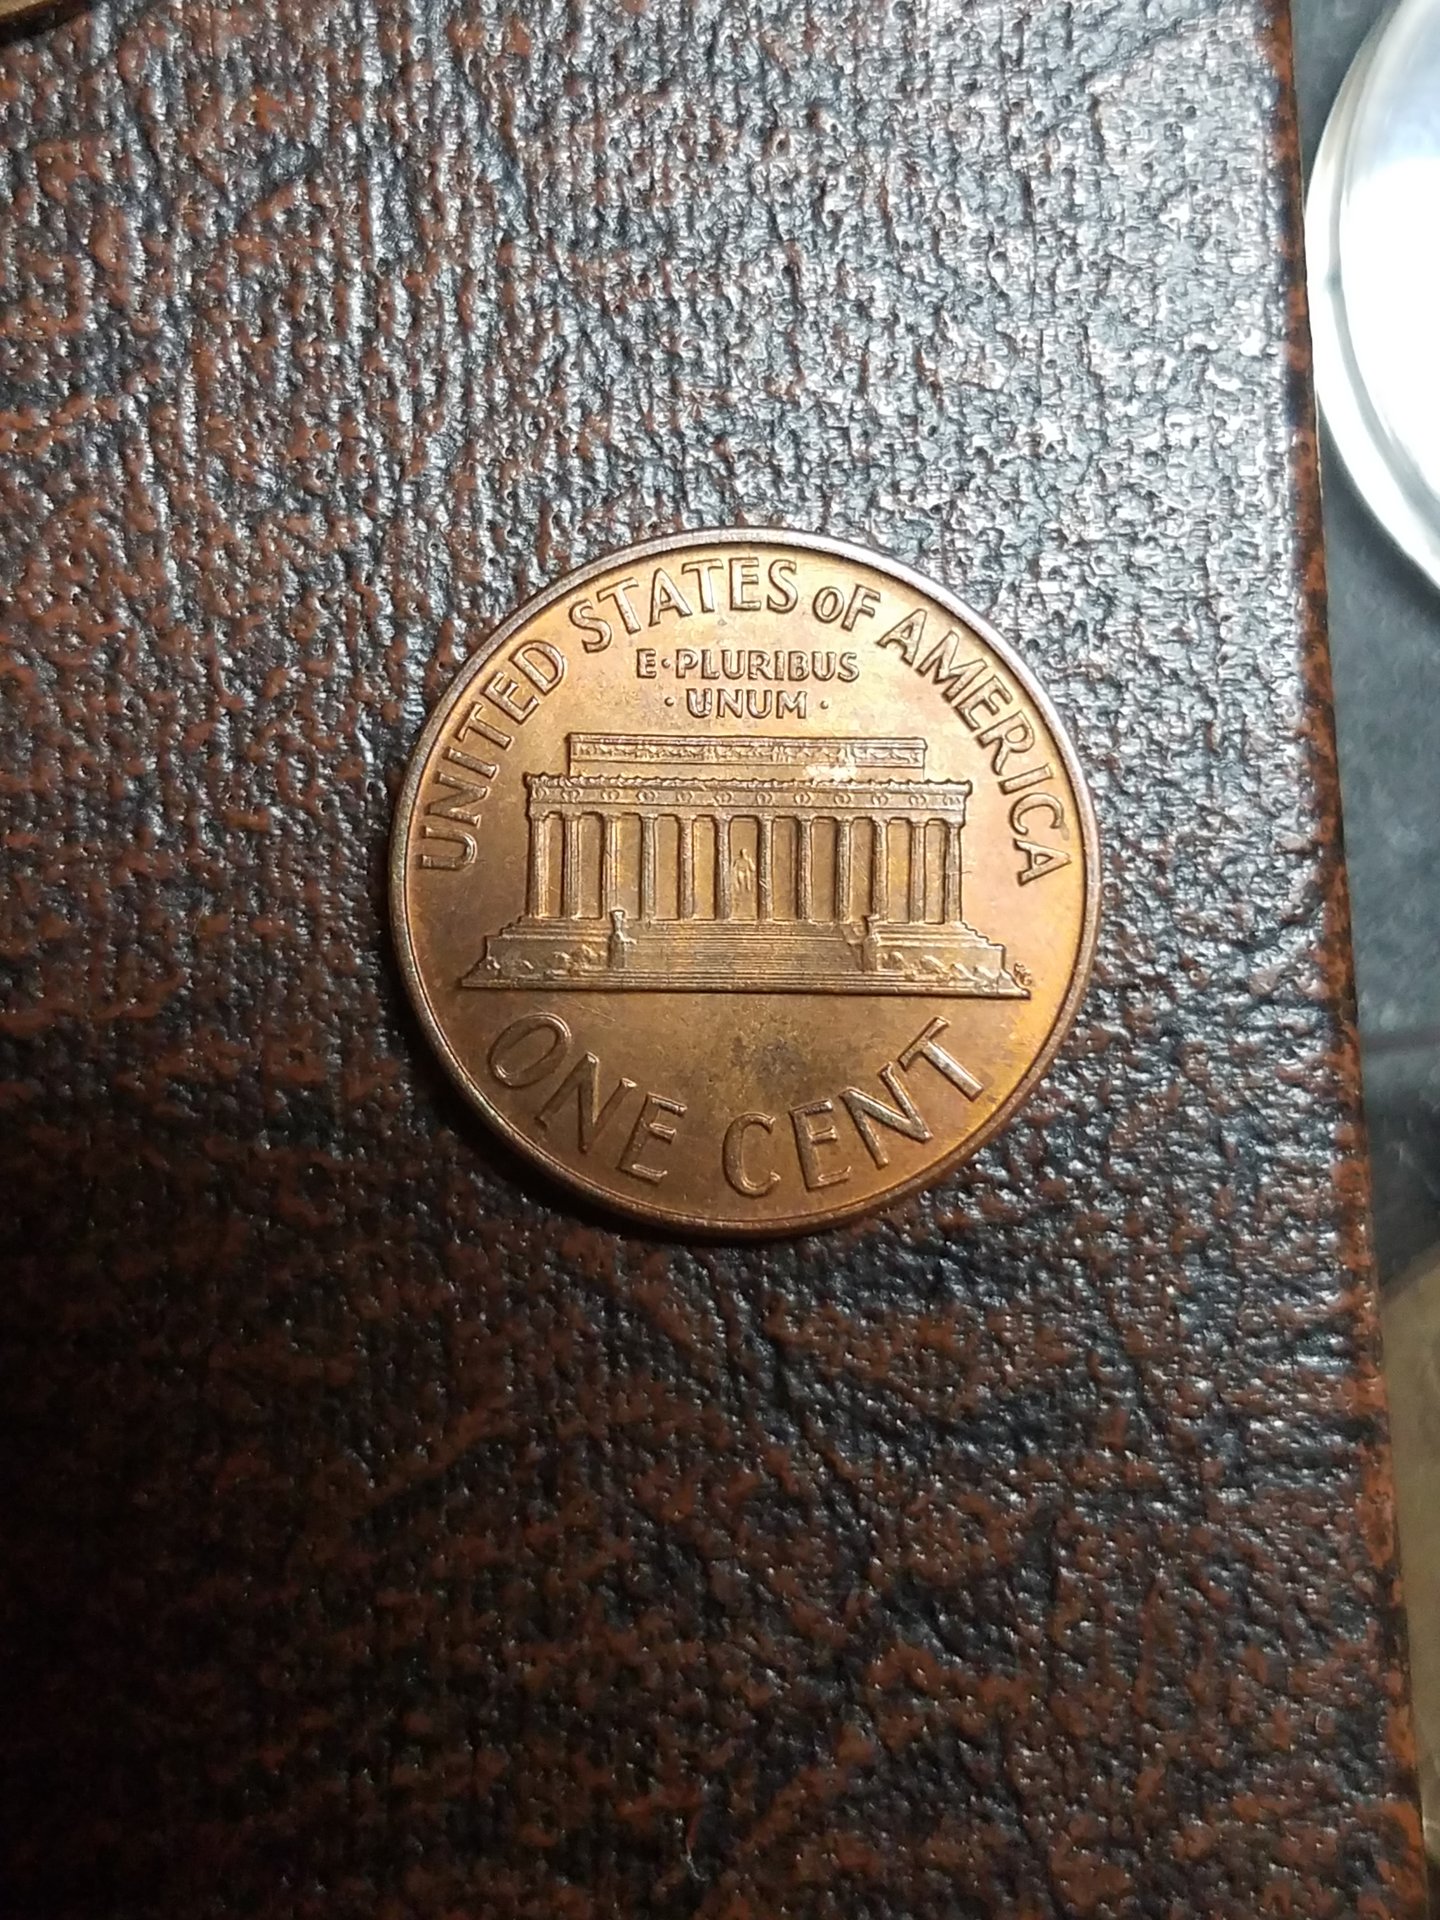 UNITED STATES OF AMERICA
E·PLURIBUS
·UNUM·
ONE CENT